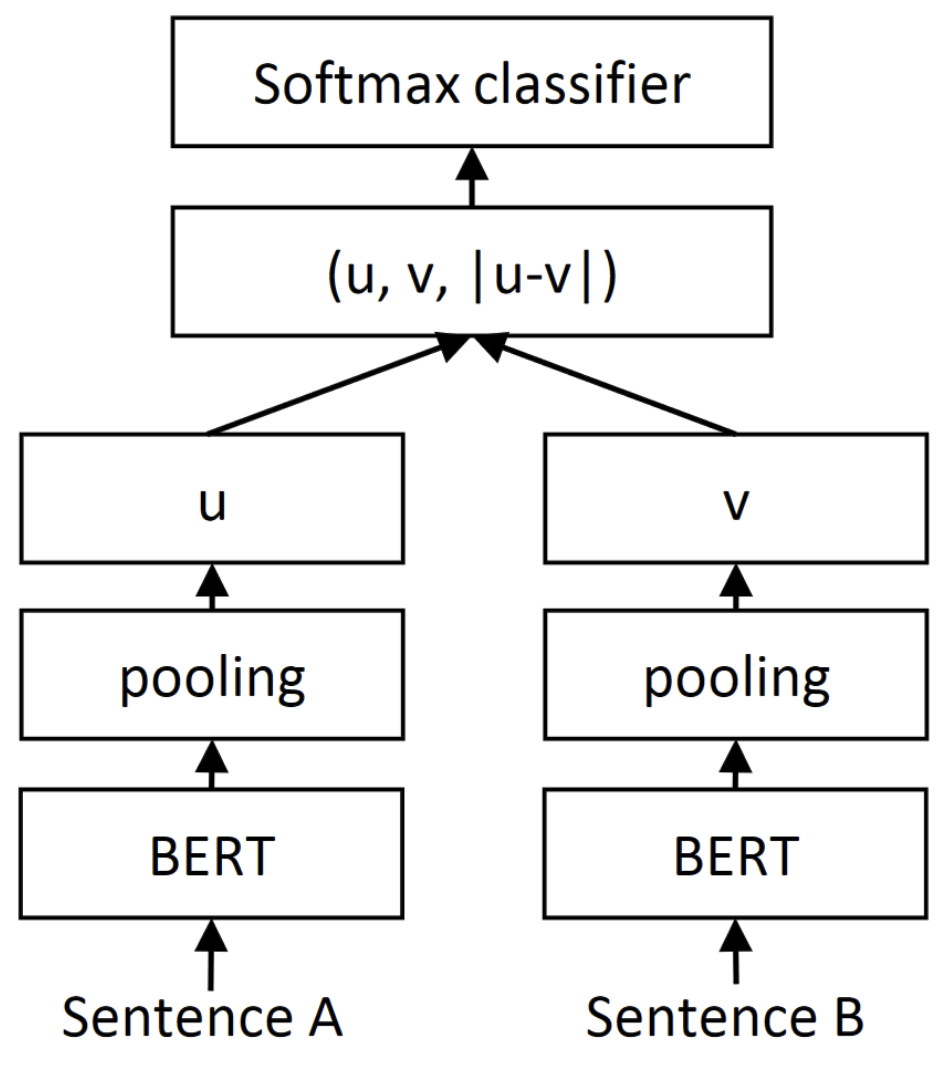 Softmax classifier
(u, v, |u-v|)
u
v
pooling
pooling
BERT
BERT
Sentence A
Sentence B